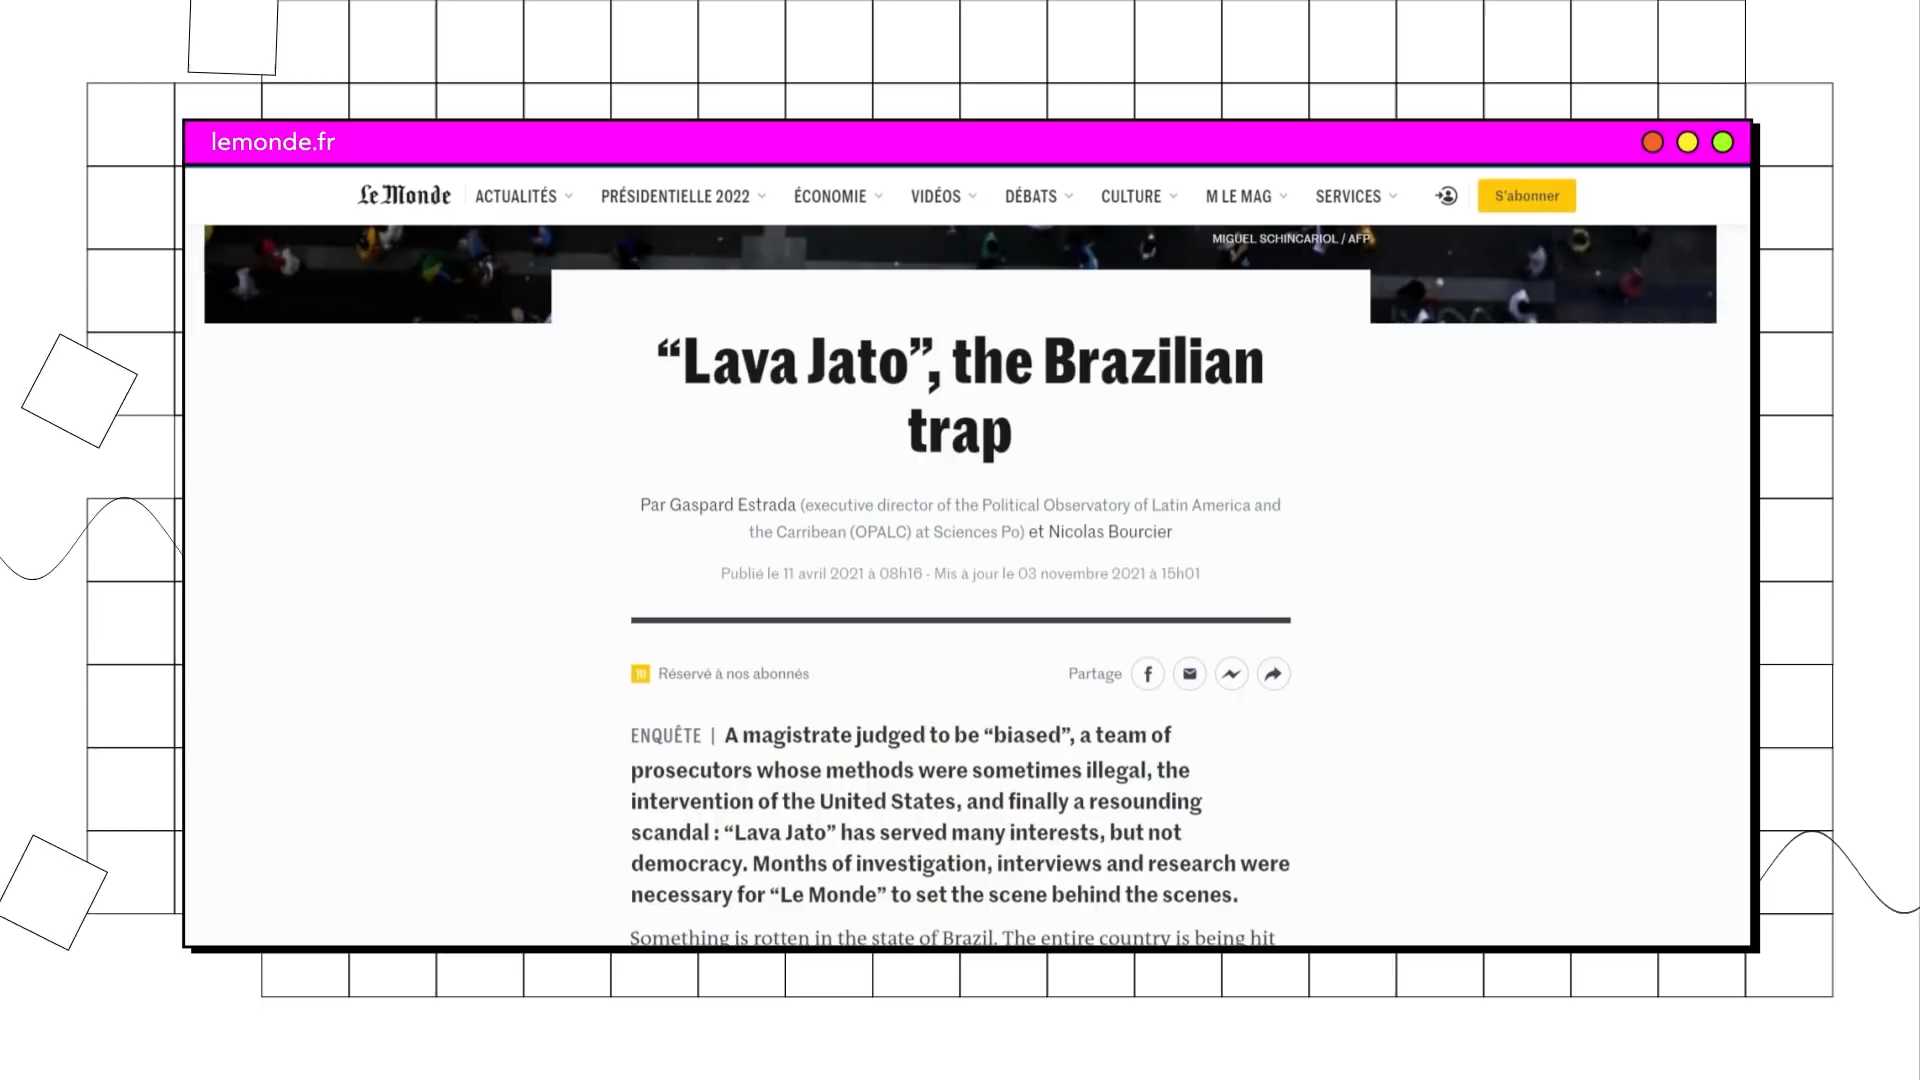 lemonde.fr
Le Monde ACTUALITÉS PRÉSIDENTIELLE 2022 ÉCONOMIE VIDÉOS DÉBATS CULTURE M LE MAG SERVICES S'abonner
MIGUEL SCHINCARIOL / AFP
“Lava Jato”, the Brazilian
trap
Par Gaspard Estrada (executive director of the Political Observatory of Latin America and
the Carribean (OPALC) at Sciences Po) et Nicolas Bourcier
Publié le 11 avril 2021 à 08h16 - Mis à jour le 03 novembre 2021 à 15h01
m Réservé à nos abonnés
Partage f
ENQUÊTE | A magistrate judged to be “biased”, a team of
prosecutors whose methods were sometimes illegal, the
intervention of the United States, and finally a resounding
scandal : “Lava Jato” has served many interests, but not
democracy. Months of investigation, interviews and research were
necessary for “Le Monde” to set the scene behind the scenes.
Something is rotten in the state of Brazil. The entire country is being hit